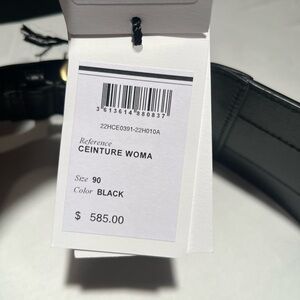 3 613614 880837
22HCE0391-22H010A
Reference
CEINTURE WOMA
Size 90
Color BLACK
$ 585.00